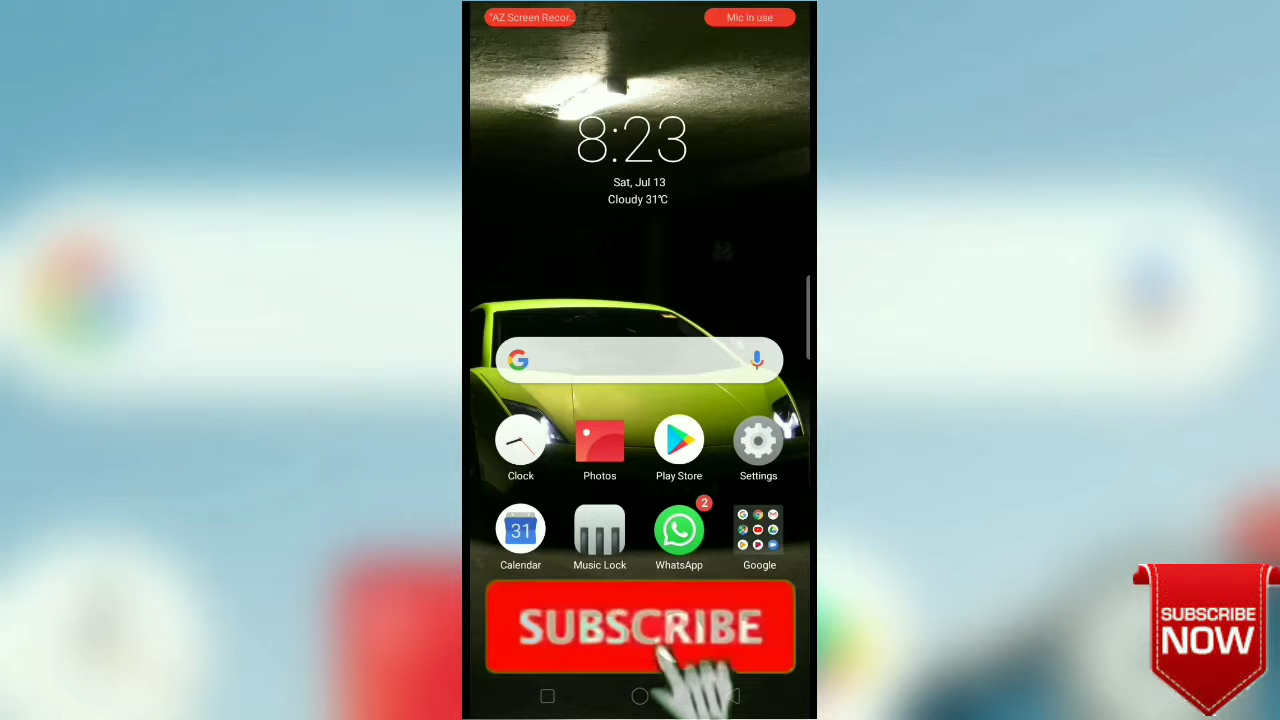 "AZ Screen Recor...
Mic in use
8:23
Sat, Jul 13
Cloudy 31℃
Clock
Photos
Play Store
Settings
31
2
Calendar
Music Lock
WhatsApp
Google
SUBSCRIBE
SUBSCRIBE
NOW